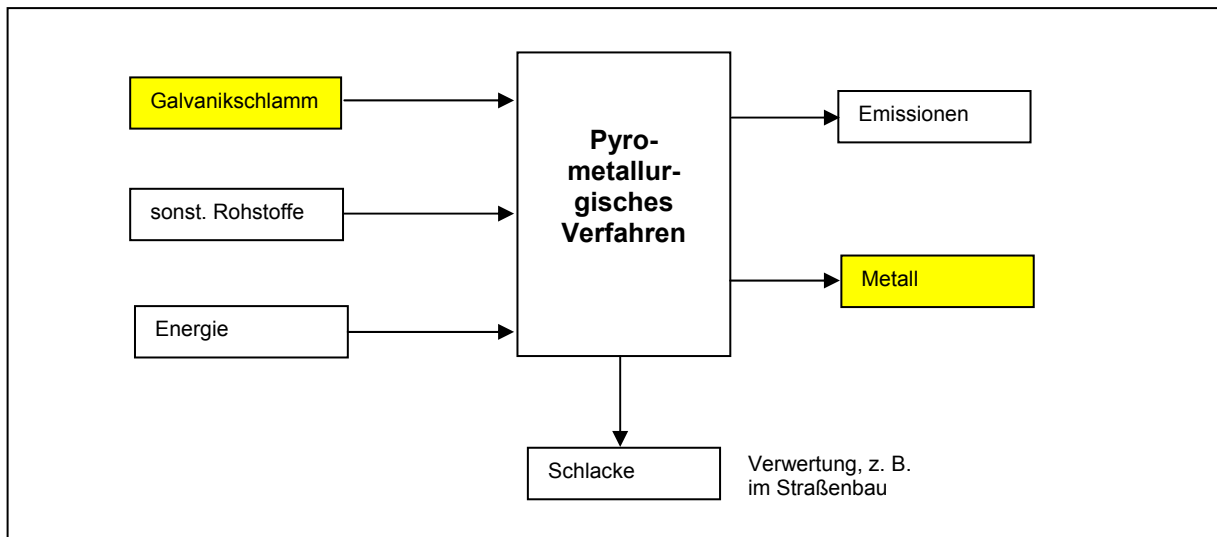 Galvanikschlamm
sonst. Rohstoffe
Energie
Pyro-
metallur-
gisches
Verfahren
Emissionen
Metall
Schlacke
Verwertung, z. B.
im Straßenbau